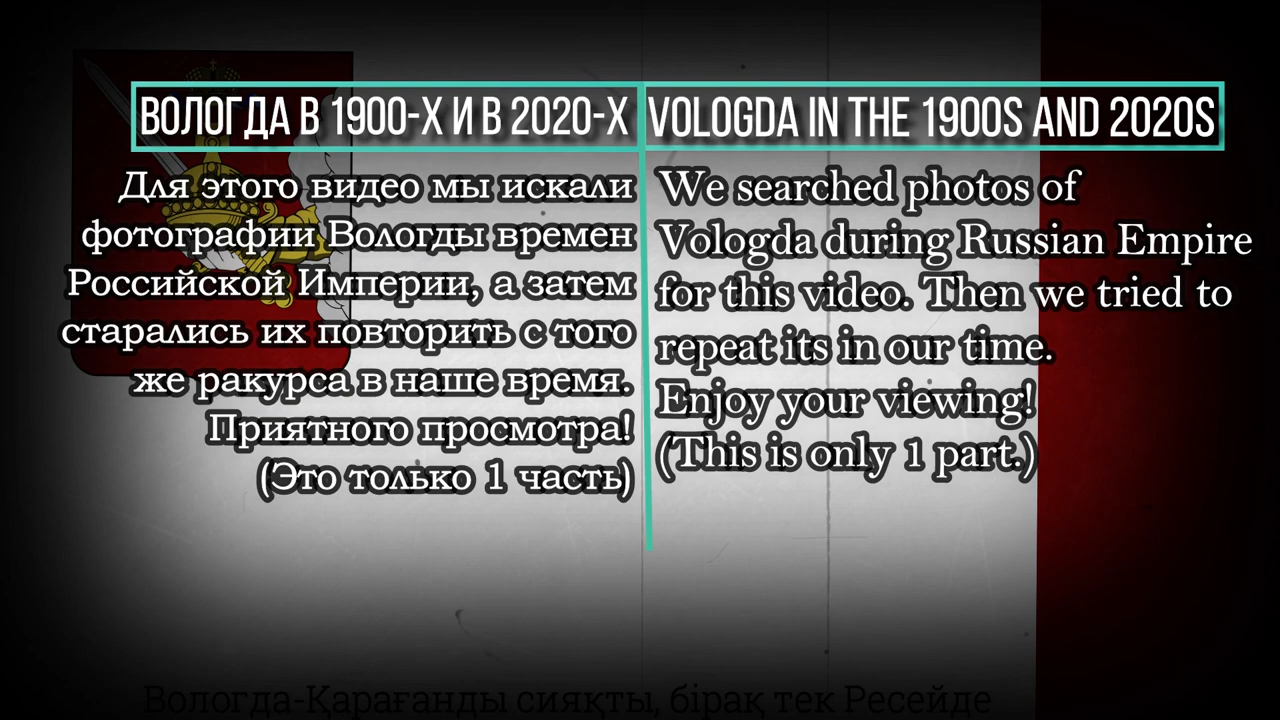 ВОЛОГДА В 1900-Х И В 2020-Х
Для этого видео мы искали
фотографии Вологды времен
Российской Империи, а затем
старались их повторить с того
же ракурса в наше время.
Приятного просмотра!
(Это только 1 часть)
VOLOGDA IN THE 1900S AND 2020S
We searched photos of
Vologda during Russian Empire
for this video. Then we tried to
repeat its in our time.
Enjoy your viewing!
(This is only 1 part.)
Вологда-Қарағанды сияқты, бірақ тек Ресейде